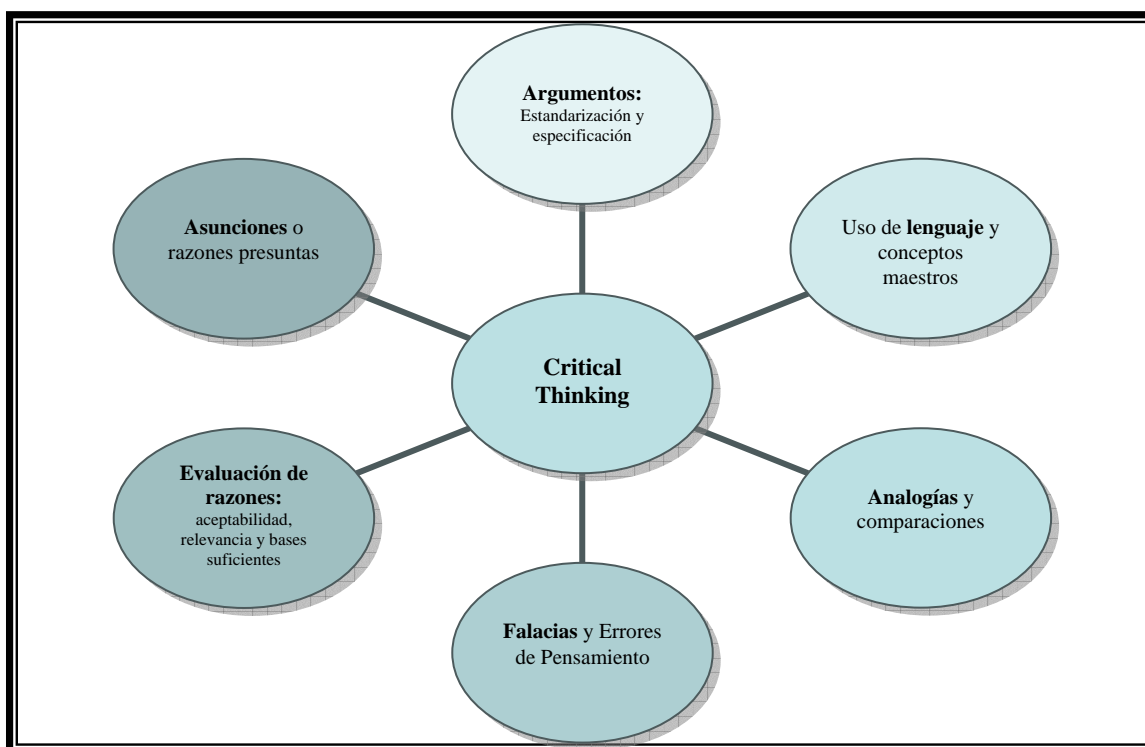 Argumentos:
Estandarización y
especificación
Asunciones o
razones presuntas
Uso de lenguaje y
conceptos
maestros
Critical
Thinking
Evaluación de
razones:
aceptabilidad,
relevancia y bases
suficientes
Analogías y
comparaciones
Falacias y Errores
de Pensamiento